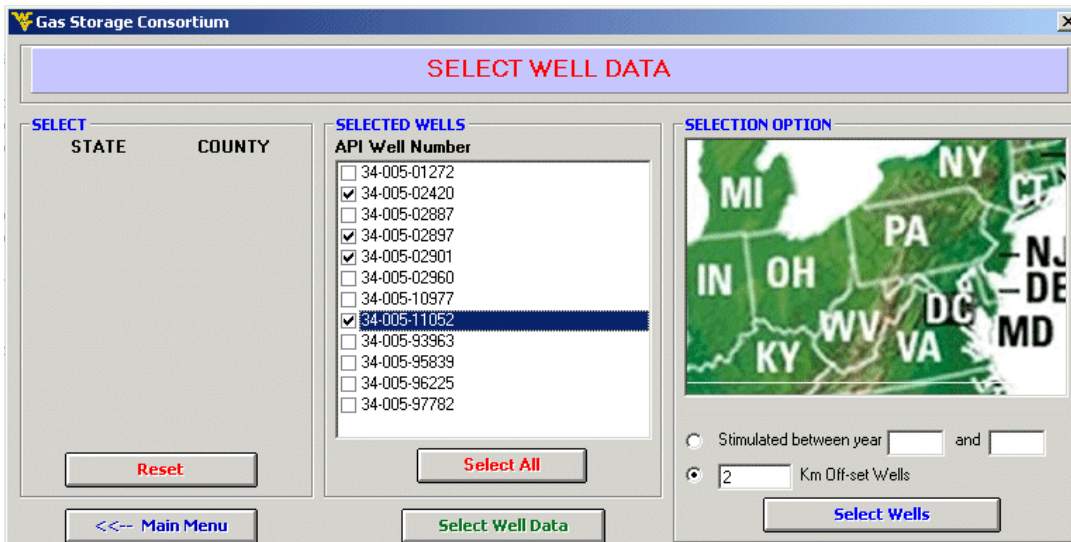 Gas Storage Consortium
SELECT WELL DATA
SELECT
STATE COUNTY
Reset
<<-- Main Menu
SELECTED WELLS
API Well Number
34-005-01272
34-005-02420
34-005-02887
34-005-02897
34-005-02901
34-005-02960
34-005-10977
34-005-11052
34-005-93963
34-005-95839
34-005-96225
34-005-97782
Select All
Select Well Data
SELECTION OPTION
MI
NY
CT
PA
NJ
IN
OH
DE
DC
MD
WV
VA
KY
Stimulated between year and
2 Km Off-set Wells
Select Wells